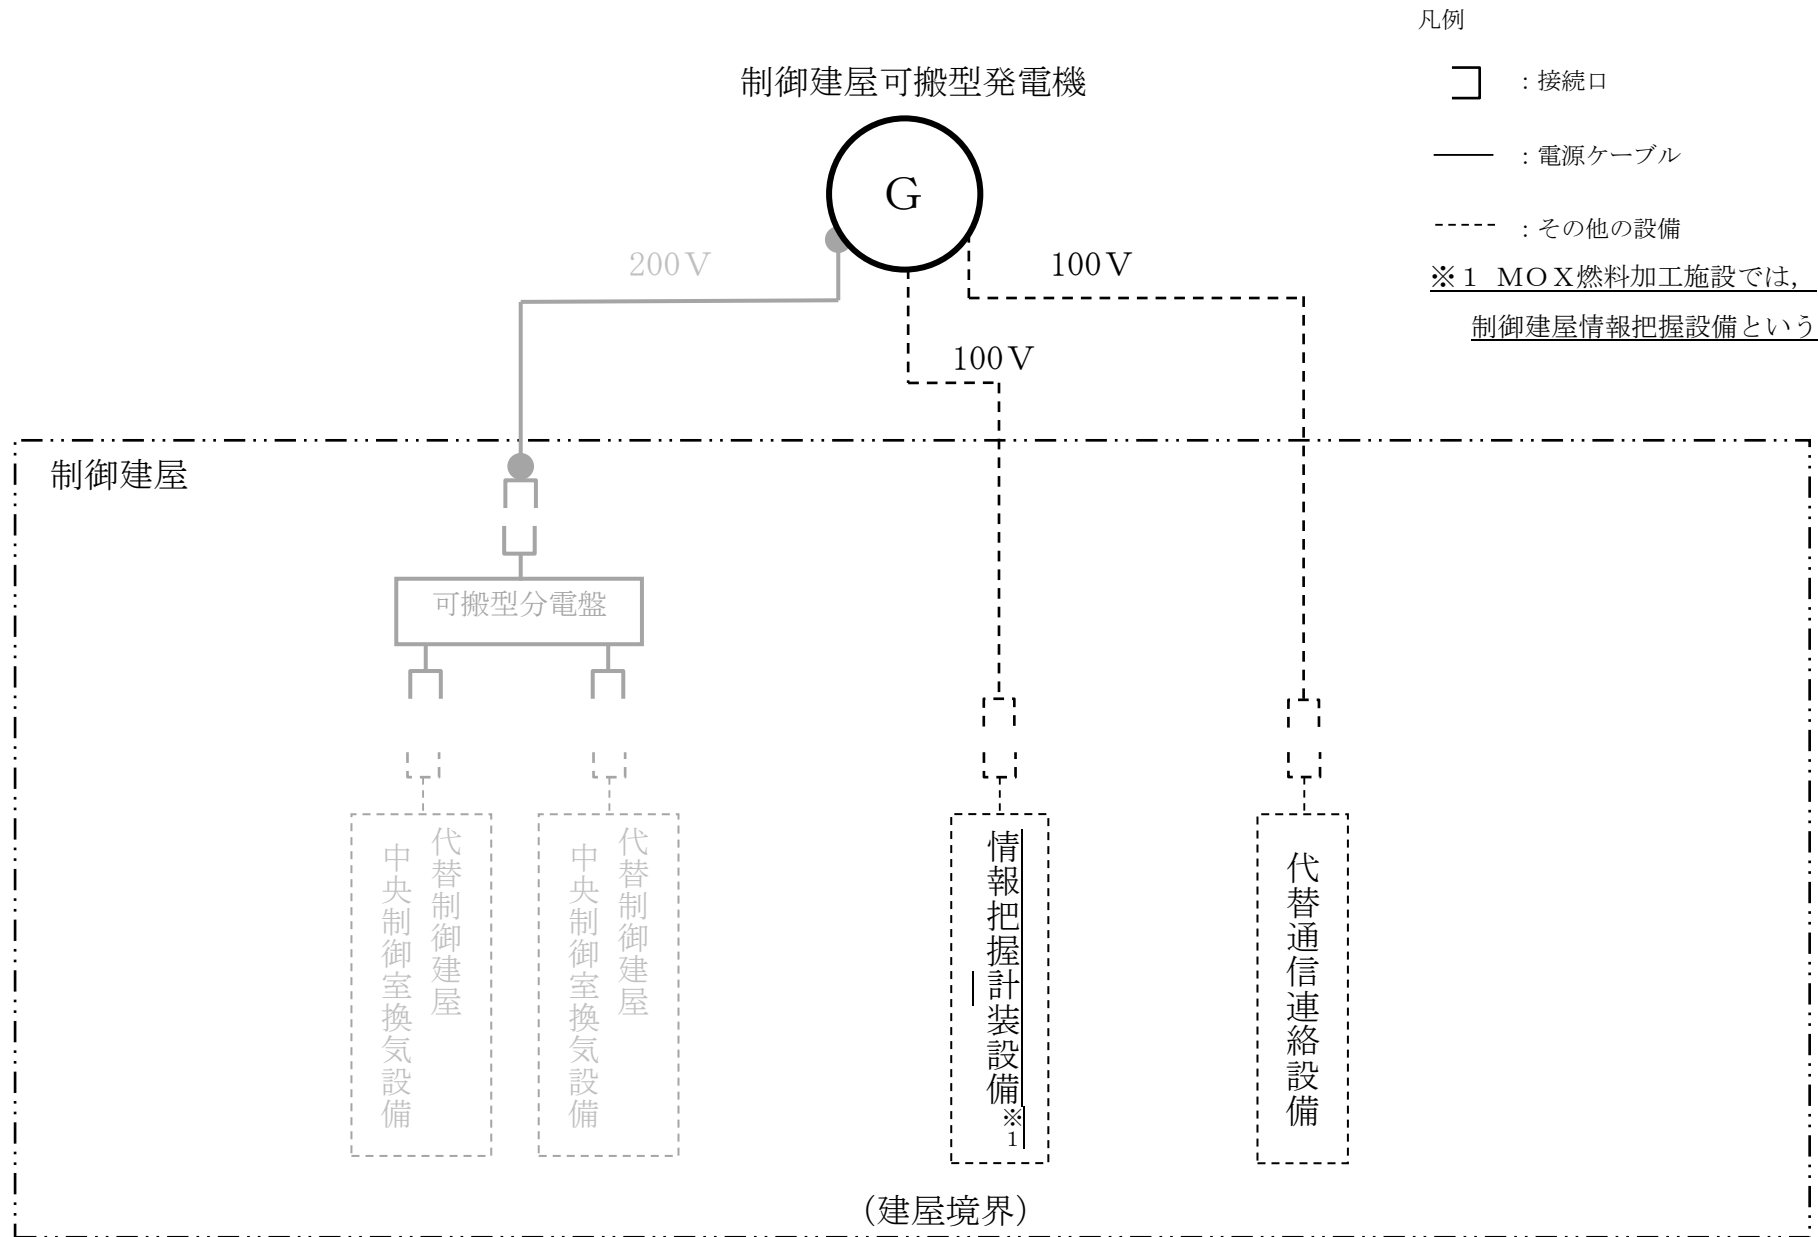 凡例
制御建屋可搬型発電機
：接続口
：電源ケーブル
G
：その他の設備
200V
100V
※1 MOX燃料加工施設では，
制御建屋情報把握設備という
100V
制御建屋
可搬型分電盤
代替制御建屋
中央制御室換気設備
代替制御建屋
中央制御室換気設備
情報把握計装設備※1
代替通信連絡設備
（建屋境界）